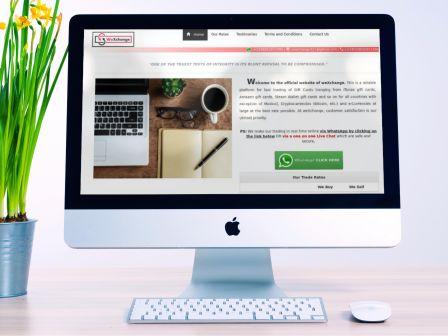 WeXchange
Home Our Rates Testimonies Terms and Conditions Contact Us
"ONE OF THE TRUEST TESTS OF INTEGRITY IS ITS BLUNT REFUSAL TO BE COMPROMISED."
Welcome to the official website of weXchange. This is a reliable
platform for fast trading of Gift Cards (ranging from iTunes gift cards,
Amazon gift cards, Steam Wallet gift cards and so on for all countries with
exception of Mexico), Cryptocurrencies (Bitcoin, etc.) and eCurrencies at
large at the best rate possible. At weXchange, customer satisfaction is our
utmost priority.
PS: We make our trading in real time online via WhatsApp by clicking on
the link below OR via a one on one Live Chat which are safe and
secure.
WhatsApp CLICK HERE
Our Trade Rates
We Buy We Sell